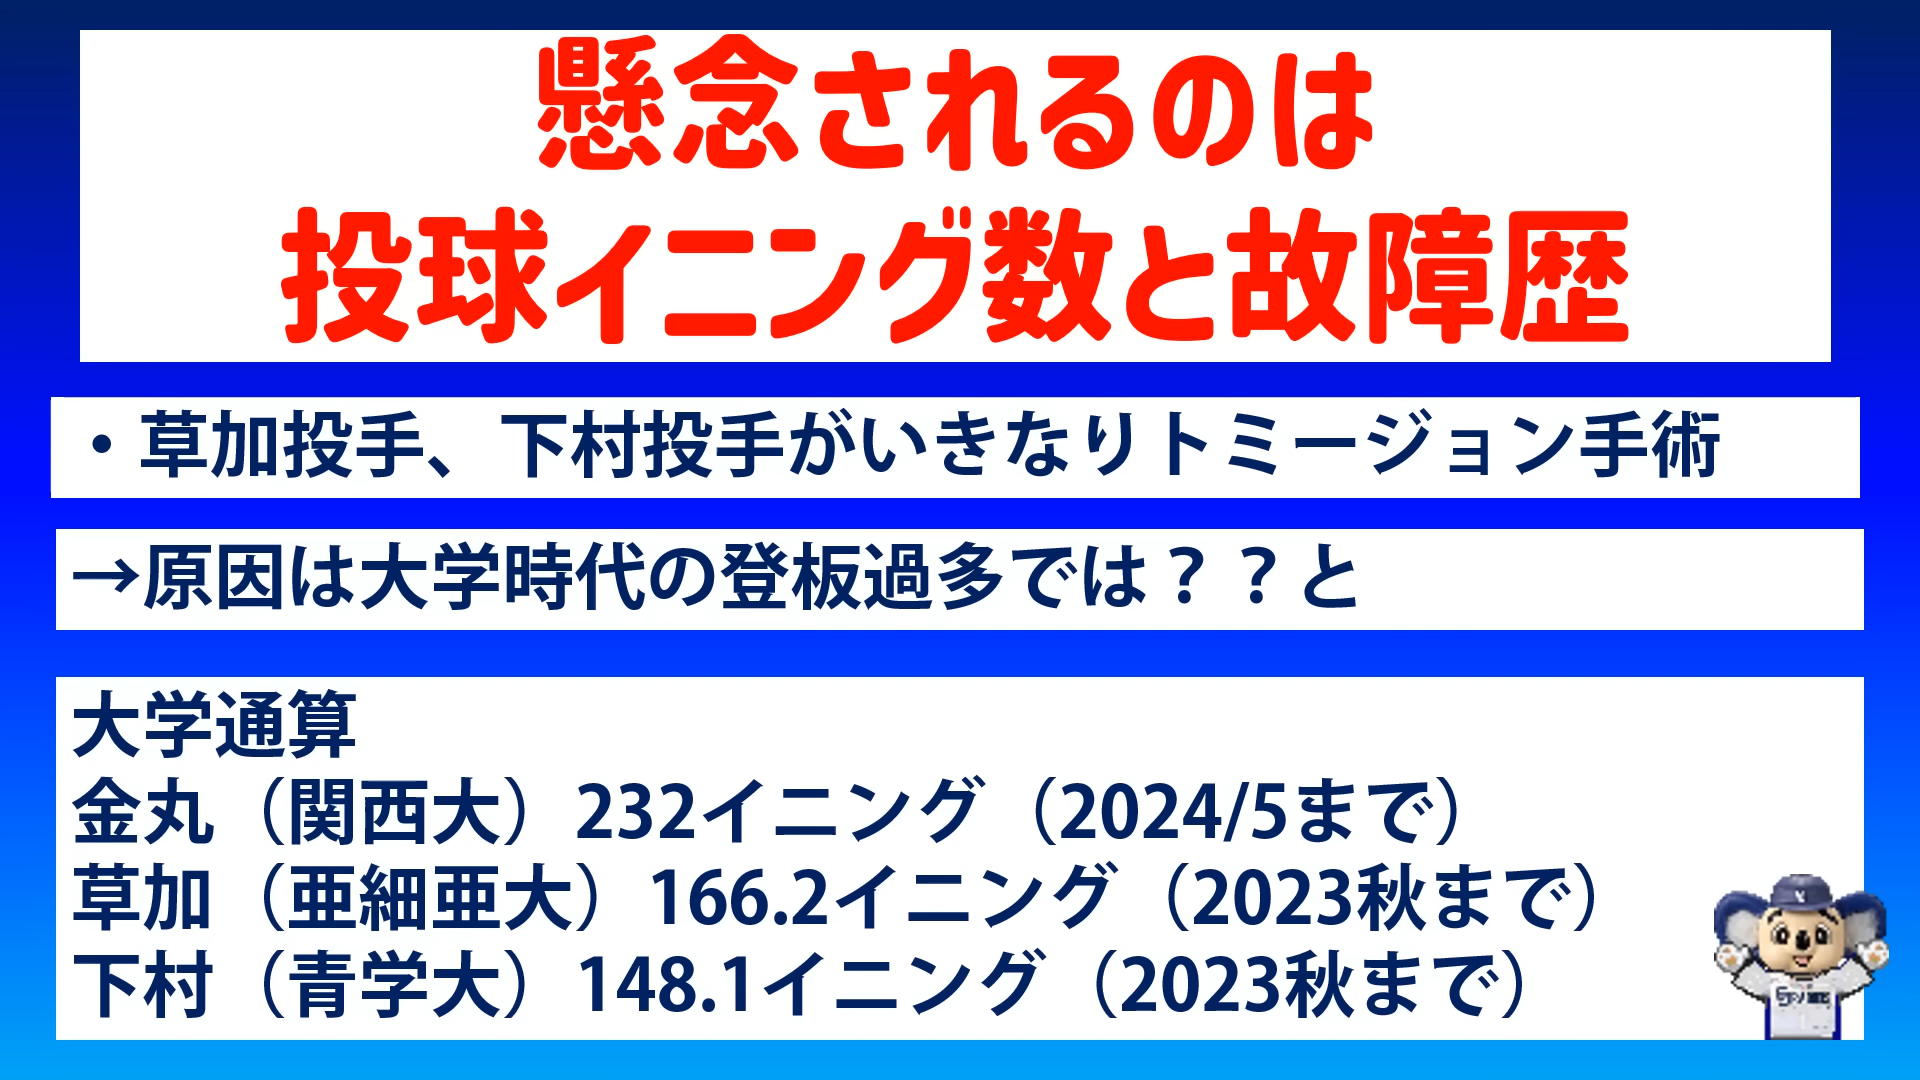 懸念されるのは
投球イニング数と故障歴
・草加投手、下村投手がいきなりトミージョン手術
→原因は大学時代の登板過多では？？と
大学通算
金丸（関西大）232イニング（2024/5まで）
草加（亜細亜大）166.2イニング（2023秋まで）
下村（青学大）148.1イニング（2023秋まで）